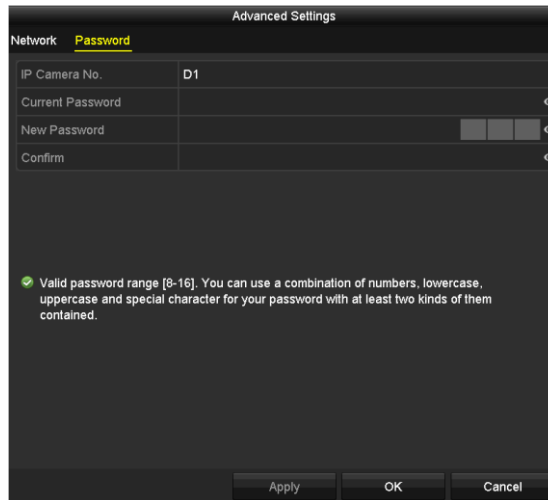 Advanced Settings
Network Password
IP Camera No. D1
Current Password
New Password
Confirm
Valid password range [8-16]. You can use a combination of numbers, lowercase,
uppercase and special character for your password with at least two kinds of them
contained.
Apply OK Cancel